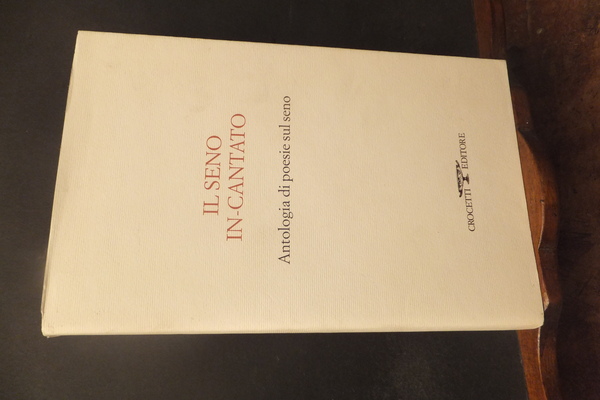 IL SENO
IN-CANTATO
Antologia di poesie sul seno
CROCETTI EDITORE